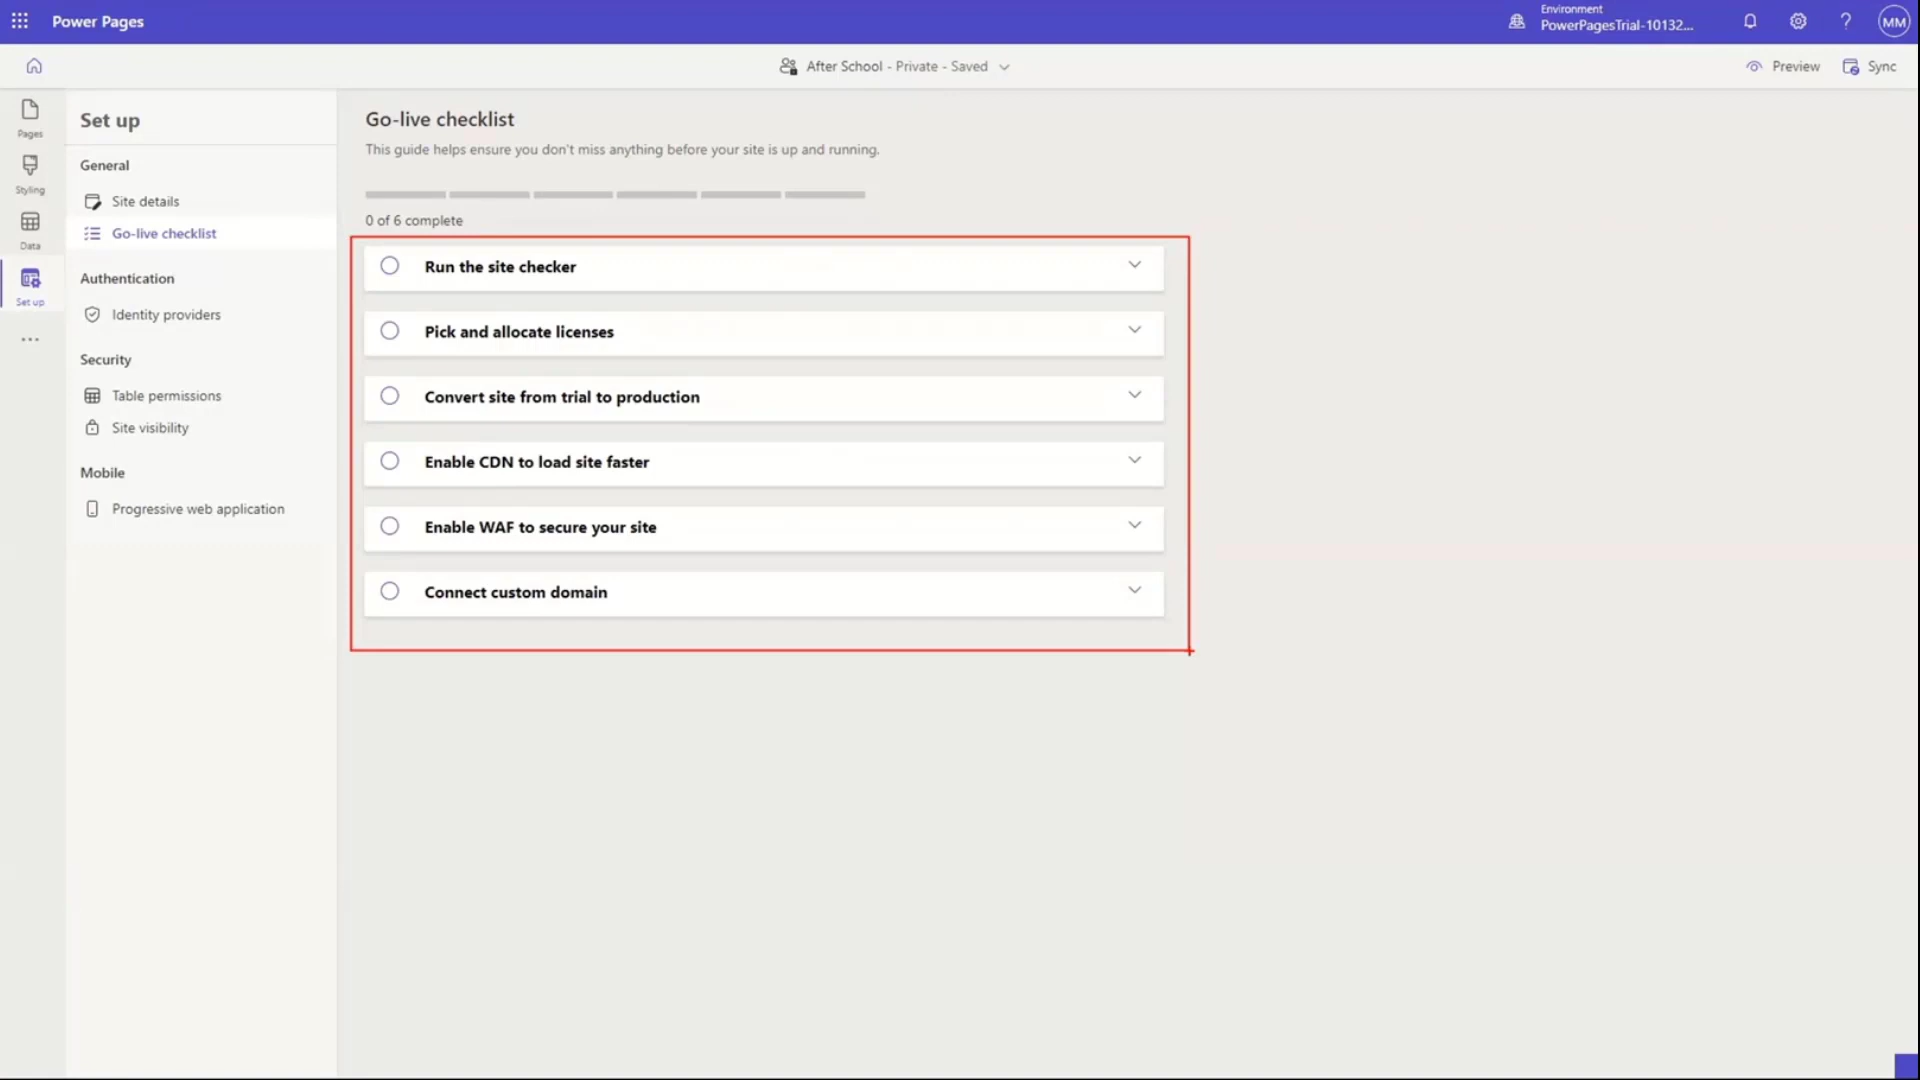 Power Pages
Environment
PowerPagesTrial-10132...
?
MM
After School - Private - Saved
Preview
Sync
Pages
Styling
Data
Set up
...
Set up
General
Site details
Go-live checklist
Authentication
Identity providers
Security
Table permissions
Site visibility
Mobile
Progressive web application
Go-live checklist
This guide helps ensure you don't miss anything before your site is up and running.
0 of 6 complete
Run the site checker
Pick and allocate licenses
Convert site from trial to production
Enable CDN to load site faster
Enable WAF to secure your site
Connect custom domain